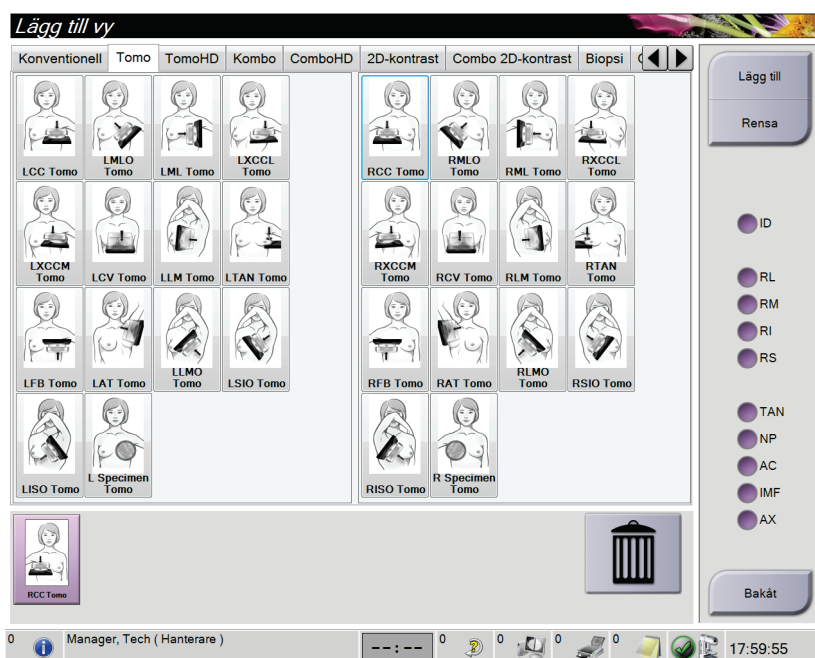 Lägg till vy
Konventionell Tomo TomoHD Kombo ComboHD 2D-kontrast Combo 2D-kontrast Biopsi
Lägg till
Rensa
LCC Tomo
LMLO
Tomo
LML Tomo
LXCCL
Tomo
RCC Tomo
RMLO
Tomo
RML Tomo
RXCCL
Tomo
LXCCM
Tomo
LCV Tomo
LLM Tomo
LTAN Tomo
RXCCM
Tomo
RCV Tomo
RLM Tomo
RTAN
Tomo
LFB Tomo
LAT Tomo
LLMO
Tomo
LSIO Tomo
RFB Tomo
RAT Tomo
RLMO
Tomo
RSIO Tomo
LISO Tomo
L Specimen
Tomo
RISO Tomo
R Specimen
Tomo
ID
RL
RM
RI
RS
TAN
NP
AC
IMF
AX
RCC Tomo
Bakåt
0 Manager, Tech ( Hanterare ) --:-- 0 0 0 0 17:59:55